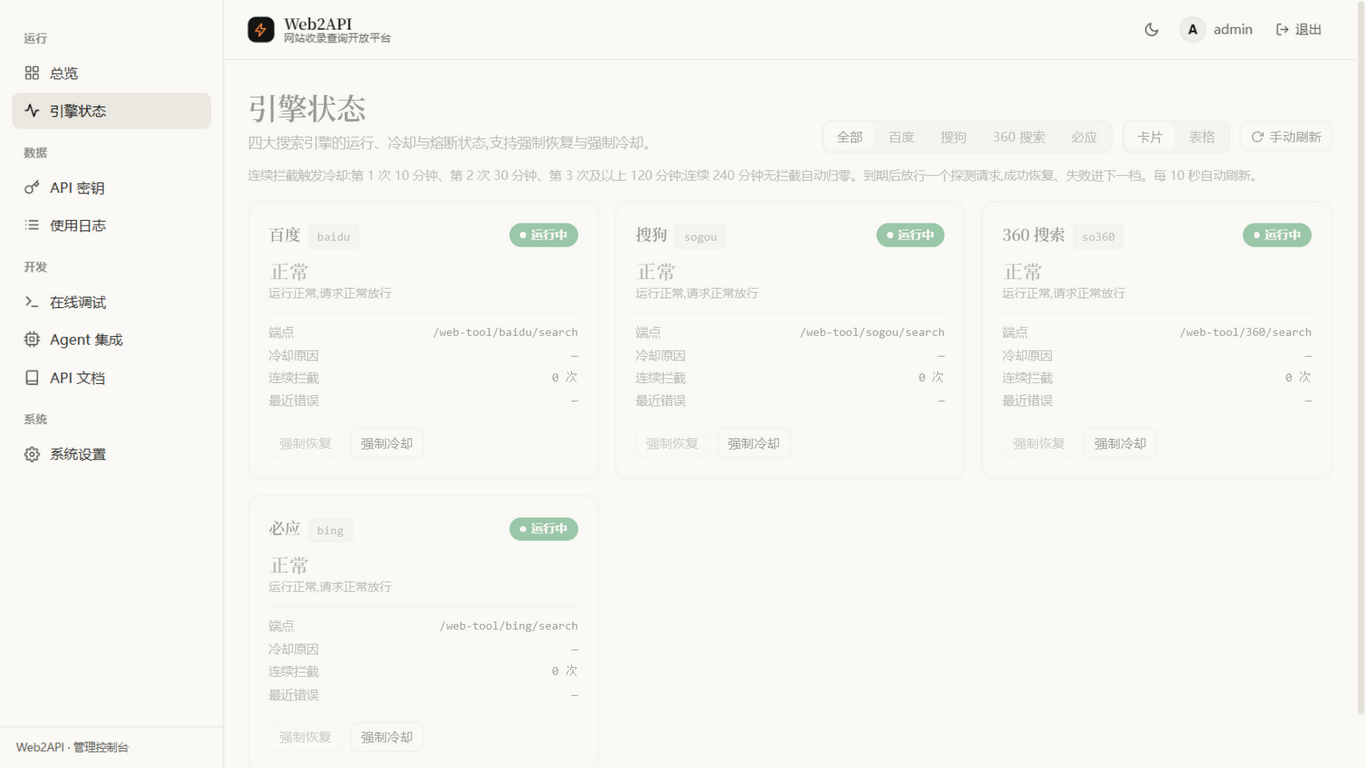 运行
总览
引擎状态
数据
API 密钥
使用日志
开发
在线调试
Agent 集成
API 文档
系统
系统设置
Web2API · 管理控制台
Web2API
网站收录查询开放平台
A admin 退出
引擎状态
四大搜索引擎的运行、冷却与熔断状态,支持强制恢复与强制冷却。
全部 百度 搜狗 360 搜索 必应 卡片 表格 手动刷新
连续拦截触发冷却:第 1 次 10 分钟、第 2 次 30 分钟、第 3 次及以上 120 分钟;连续 240 分钟无拦截自动归零。到期后放行一个探测请求,成功恢复、失败进下一档。每 10 秒自动刷新。
百度 baidu 运行中
正常
运行正常,请求正常放行
端点 /web-tool/baidu/search
冷却原因 —
连续拦截 0 次
最近错误 —
强制恢复 强制冷却
搜狗 sogou 运行中
正常
运行正常,请求正常放行
端点 /web-tool/sogou/search
冷却原因 —
连续拦截 0 次
最近错误 —
强制恢复 强制冷却
360 搜索 so360 运行中
正常
运行正常,请求正常放行
端点 /web-tool/360/search
冷却原因 —
连续拦截 0 次
最近错误 —
强制恢复 强制冷却
必应 bing 运行中
正常
运行正常,请求正常放行
端点 /web-tool/bing/search
冷却原因 —
连续拦截 0 次
最近错误 —
强制恢复 强制冷却